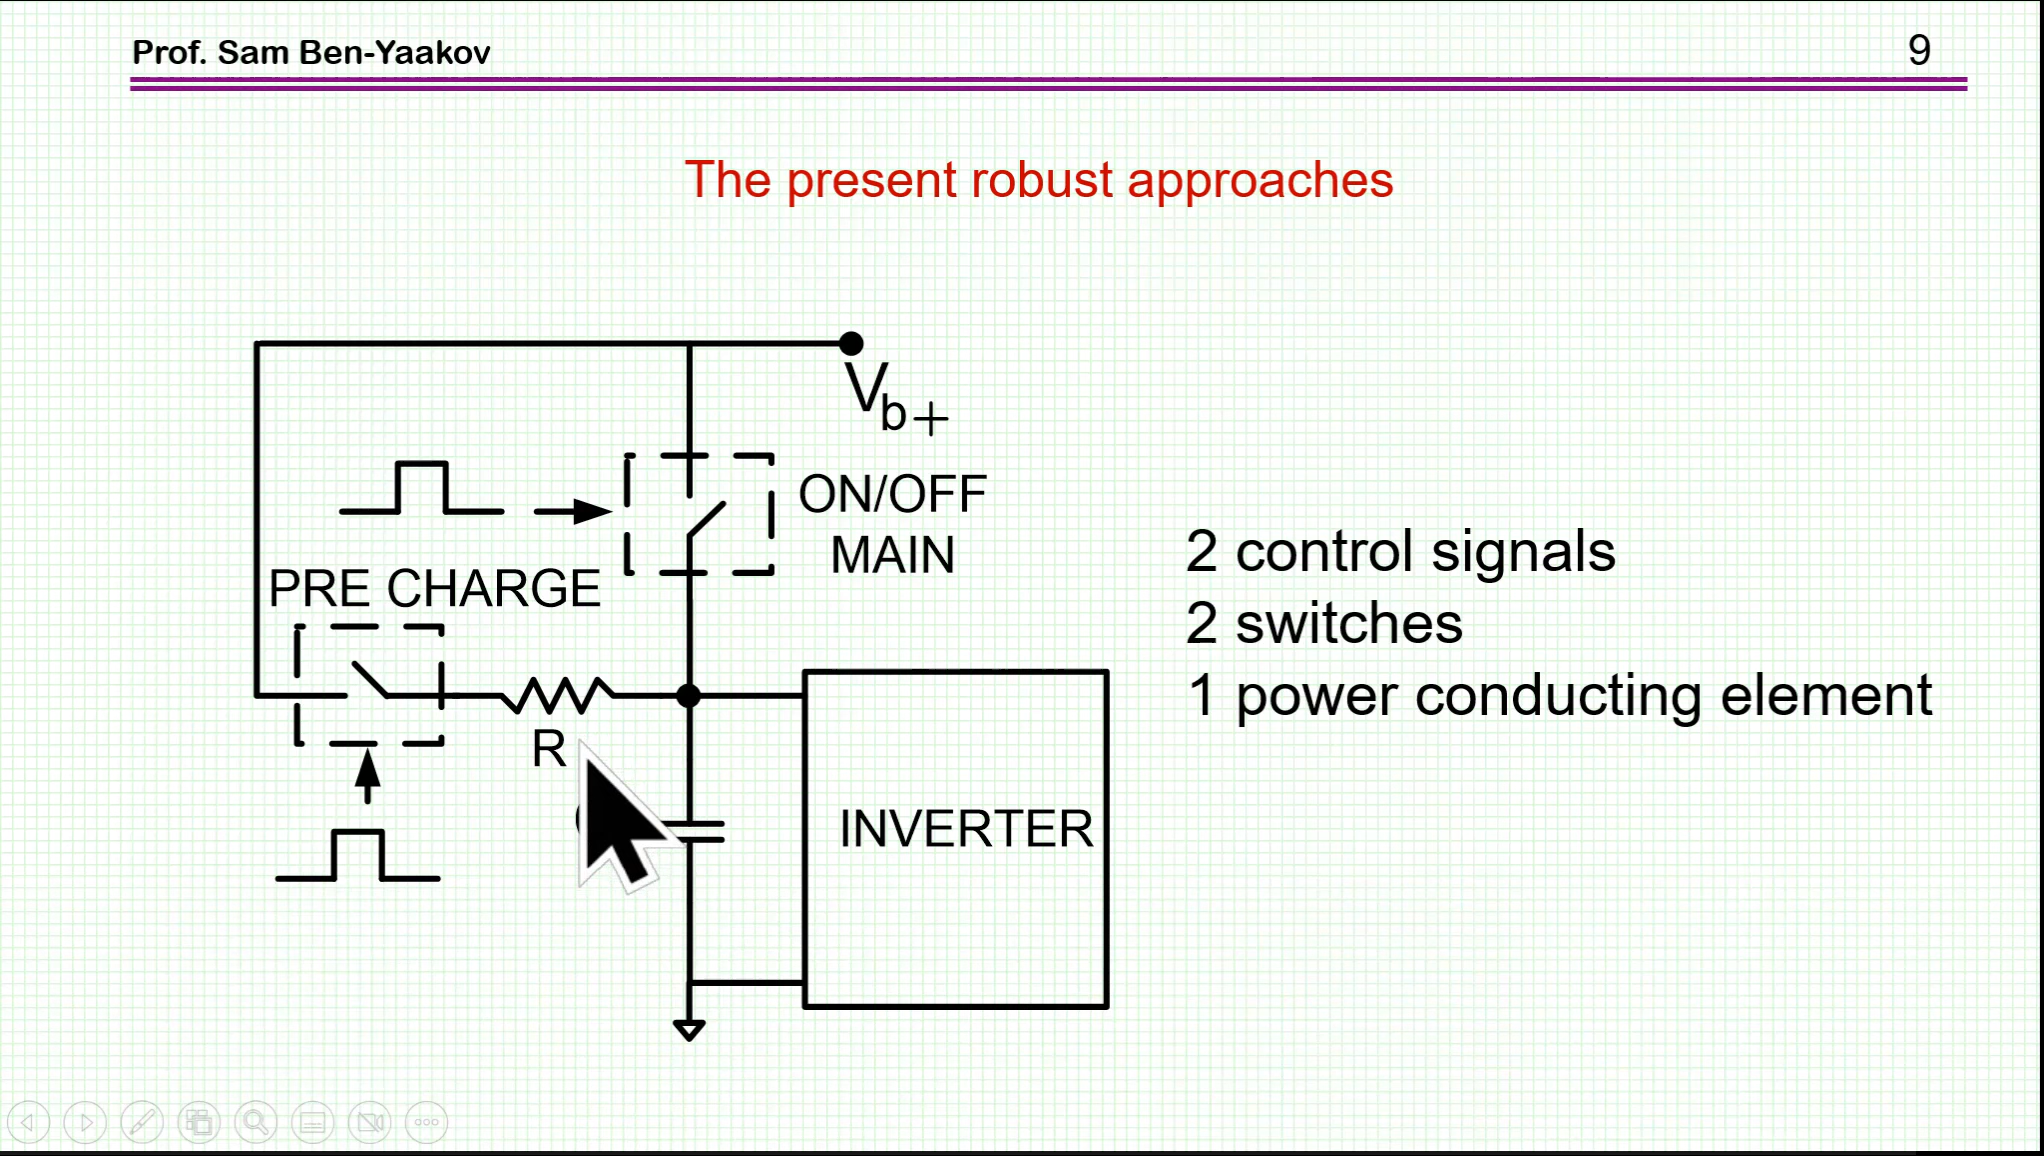 Prof. Sam Ben-Yaakov
9
The present robust approaches
Vb+
ON/OFF
MAIN
PRE CHARGE
R
INVERTER
2 control signals
2 switches
1 power conducting element